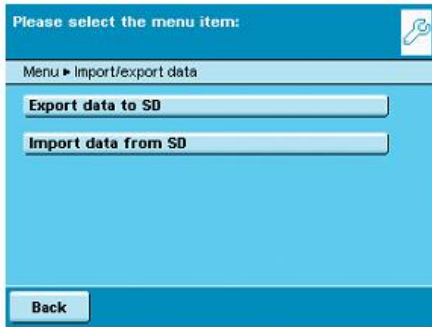 Please select the menu item:
Menu ▸ Import/export data
Export data to SD
Import data from SD
Back